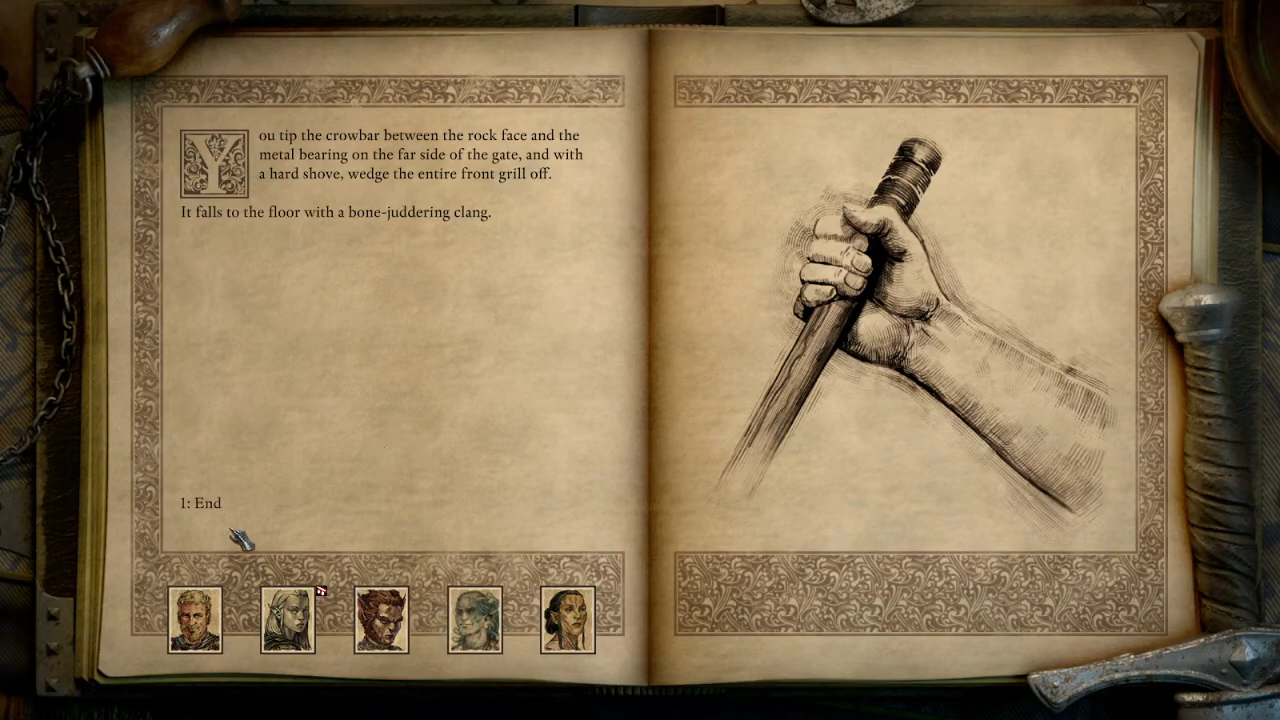 You tip the crowbar between the rock face and the
metal bearing on the far side of the gate, and with
a hard shove, wedge the entire front grill off.
It falls to the floor with a bone-juddering clang.
1: End